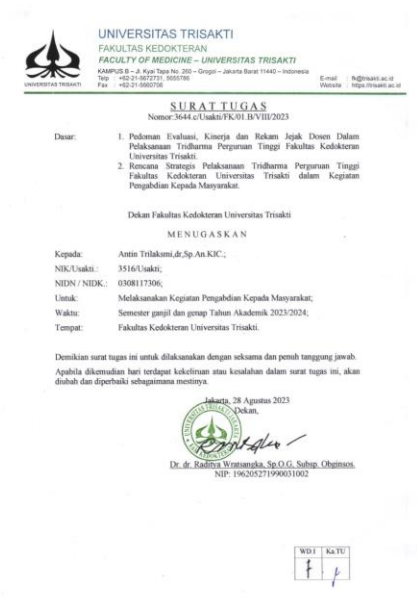 UNIVERSITAS TRISAKTI
UNIVERSITAS TRISAKTI
FAKULTAS KEDOKTERAN
FACULTY OF MEDICINE – UNIVERSITAS TRISAKTI
KAMPUS B – Jl. Kyai Tapa No. 260 – Grogol – Jakarta Barat 11440 – Indonesia
Telp : +62-21-5672731, 5655786 E-mail : fk@trisakti.ac.id
Fax : +62-21-5660706 Website : https://trisakti.ac.id
SURAT TUGAS
Nomor:3644.c/Usakti/FK/01.B/VIII/2023
Dasar: 1. Pedoman Evaluasi, Kinerja dan Rekam Jejak Dosen Dalam
Pelaksanaan Tridharma Perguruan Tinggi Fakultas Kedokteran
Universitas Trisakti.
2. Rencana Strategis Pelaksanaan Tridharma Perguruan Tinggi
Fakultas Kedokteran Universitas Trisakti dalam Kegiatan
Pengabdian Kepada Masyarakat.
Dekan Fakultas Kedokteran Universitas Trisakti
MENUGASKAN
Kepada: Antin Trilaksmi,dr,Sp.An.KIC.;
NIK/Usakti.: 3516/Usakti;
NIDN / NIDK.: 0308117306;
Untuk: Melaksanakan Kegiatan Pengabdian Kepada Masyarakat;
Waktu: Semester ganjil dan genap Tahun Akademik 2023/2024;
Tempat: Fakultas Kedokteran Universitas Trisakti.
Demikian surat tugas ini untuk dilaksanakan dengan seksama dan penuh tanggung jawab.
Apabila dikemudian hari terdapat kekeliruan atau kesalahan dalam surat tugas ini, akan
diubah dan diperbaiki sebagaimana mestinya.
Jakarta, 28 Agustus 2023
Dekan,
Dr. dr. Raditya Wratsangka, Sp.O.G, Subsp. Obginsos.
NIP: 196205271990031002
WD.I Ka.TU